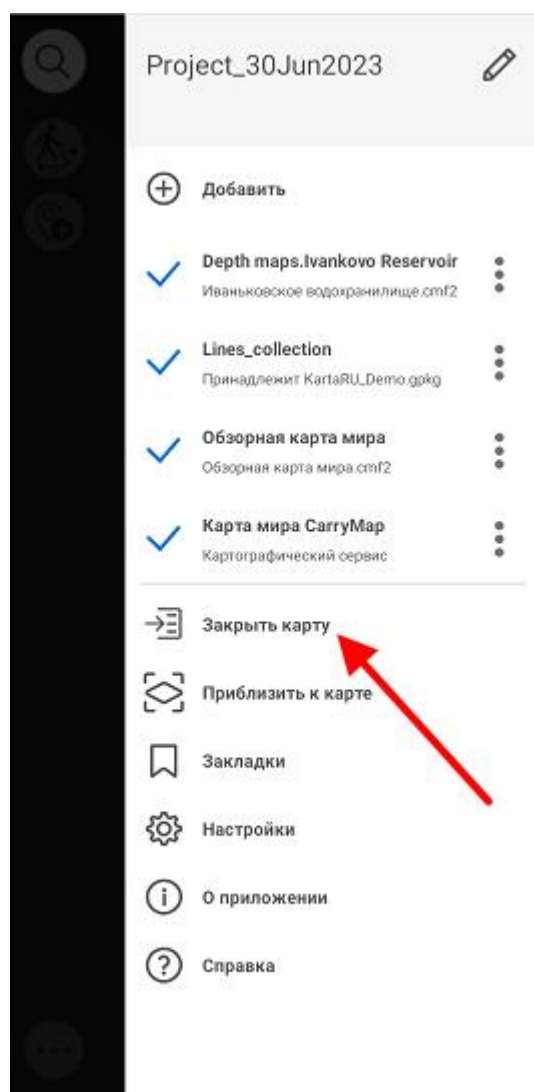 Project_30Jun2023
Добавить
Depth maps.Ivankovo Reservoir
Иваньковское водохранилище.cmf2
Lines_collection
Принадлежит KartaRU_Demo.gpkg
Обзорная карта мира
Обзорная карта мира.cmf2
Карта мира CarryMap
Картографический сервис
Закрыть карту
Приблизить к карте
Закладки
Настройки
О приложении
Справка